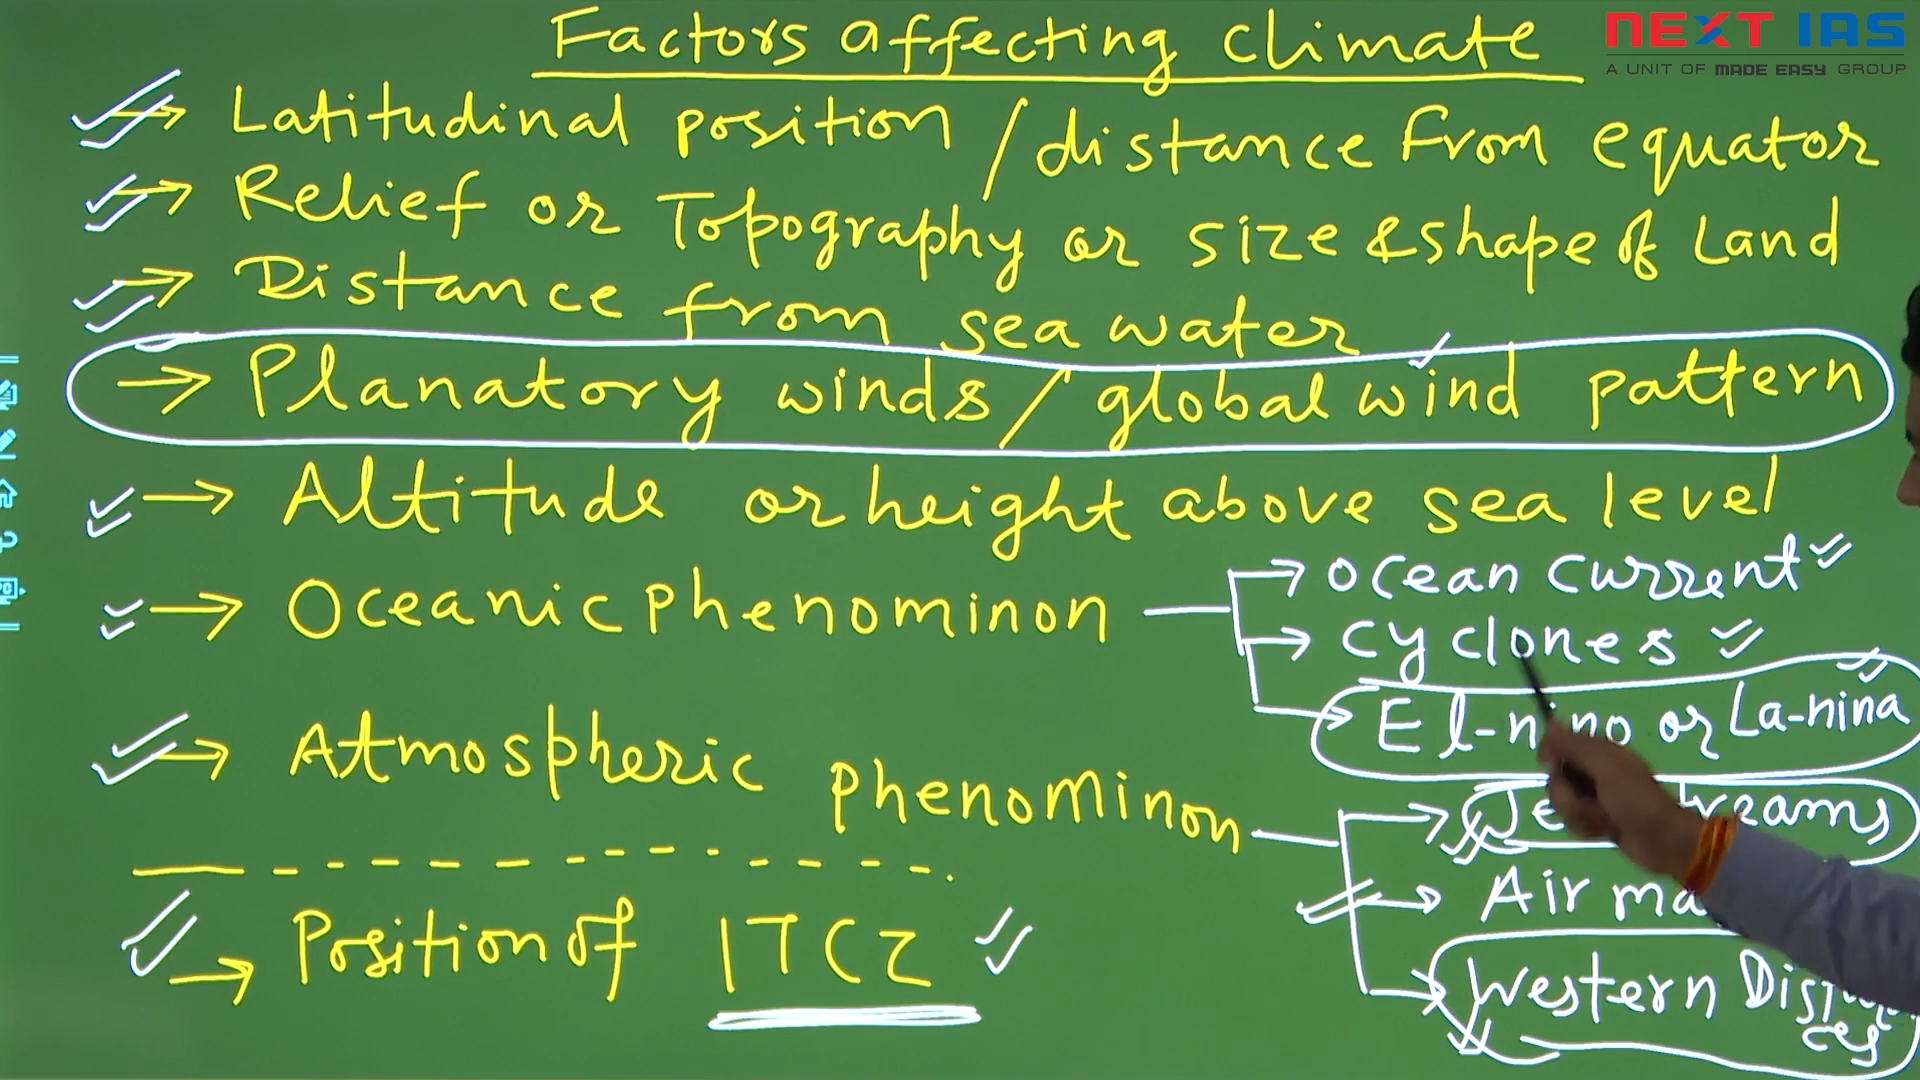 Factors affecting climate
NEXT IAS
A UNIT OF MADE EASY GROUP
→ Latitudinal position / distance from equator
→ Relief or Topography or size & shape of Land
→ Distance from sea water
→ Planatory winds / global wind pattern
→ Altitude or height above sea level
→ Oceanic phenominon
→ Ocean current
→ cyclones
→ El-nino or La-nina
→ Atmospheric phenominon
→ Air
→ Western
→ Position of ITCZ